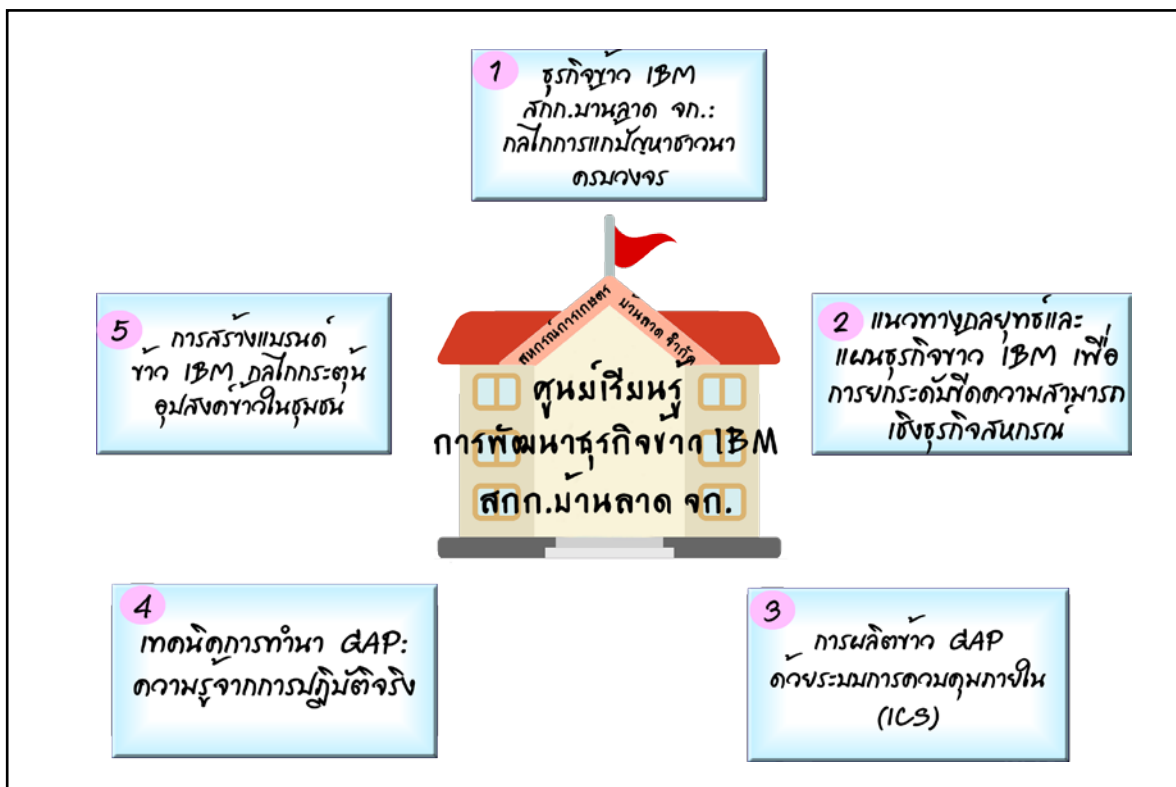 1
ธุรกิจข้าว IBM
สกก.บ้านลาด จก.:
กลไกการแก้ปัญหาชาวนา
ครบวงจร
สหกรณ์การเกษตร บ้านลาด จำกัด
ศูนย์เรียนรู้
การพัฒนาธุรกิจข้าว IBM
สกก.บ้านลาด จก.
2
แนวทางกลยุทธ์และ
แผนธุรกิจข้าว IBM เพื่อ
การยกระดับขีดความสามารถ
เชิงธุรกิจสหกรณ์
3
การผลิตข้าว GAP
ด้วยระบบการควบคุมภายใน
(ICS)
4
เทคนิคการทำนา GAP:
ความรู้จากการปฏิบัติจริง
5
การสร้างแบรนด์
ข้าว IBM กลไกกระตุ้น
อุปสงค์ข้าวในชุมชน